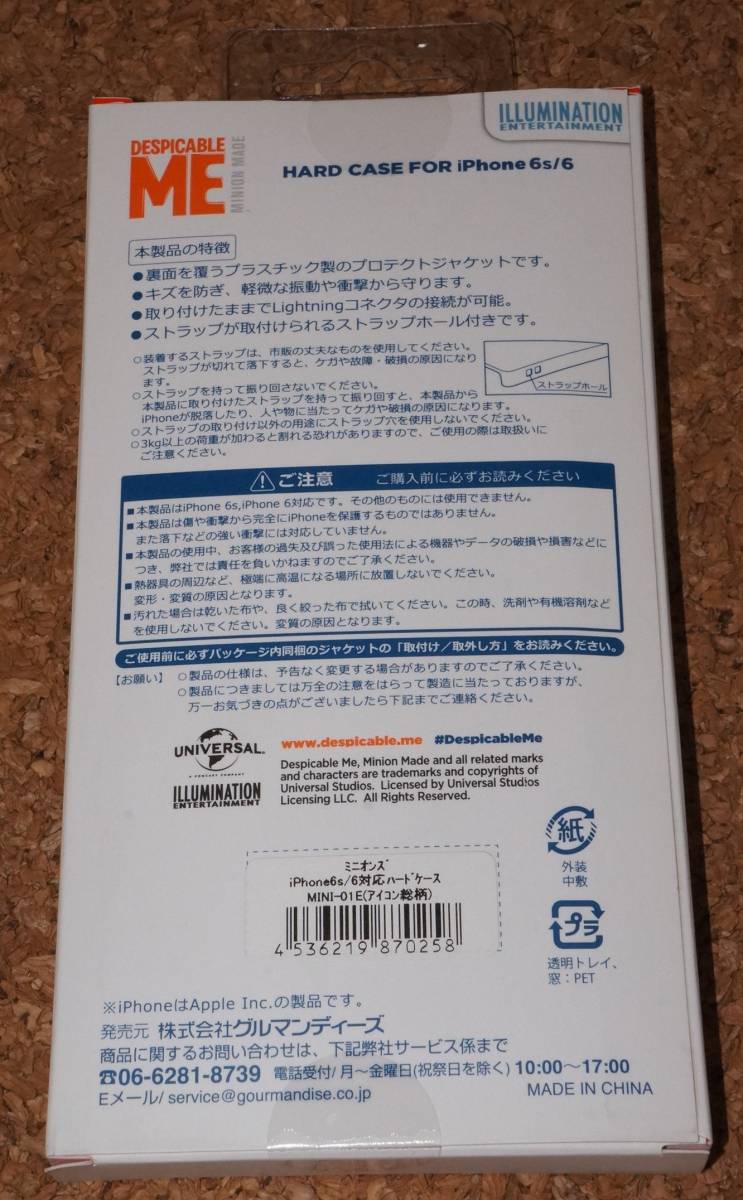 ILLUMINATION
ENTERTAINMENT
DESPICABLE
ME
MINION MADE
HARD CASE FOR iPhone 6s/6
本製品の特徴
●裏面を覆うプラスチック製のプロテクトジャケットです。
●キズを防ぎ、軽微な振動や衝撃から守ります。
●取り付けたままでLightningコネクタの接続が可能。
●ストラップが取付けられるストラップホール付きです。
○装着するストラップは、市販の丈夫なものを使用してください。
ストラップが切れて落下すると、ケガや故障・破損の原因になり
ます。
○ストラップを持って振り回さないでください。
本製品に取り付けたストラップを持って振り回すと、本製品から
iPhoneが脱落したり、人や物に当たってケガや破損の原因になります。
○ストラップの取り付け以外の用途にストラップ穴を使用しないでください。
○3kg以上の荷重が加わると割れる恐れがありますので、ご使用の際は取扱いに
ご注意ください。
ストラップホール
ご注意 ご購入前に必ずお読みください
■本製品はiPhone 6s,iPhone 6対応です。その他のものには使用できません。
■本製品は傷や衝撃から完全にiPhoneを保護するものではありません。
また落下などの強い衝撃には対応していません。
■本製品の使用中、お客様の過失及び誤った使用法による機器やデータの破損や損害などに
つき、弊社では責任を負いかねますのでご了承ください。
■熱器具の周辺など、極端に高温になる場所に放置しないでください。
変形・変質の原因となります。
■汚れた場合は乾いた布や、良く絞った布で拭いてください。この時、洗剤や有機溶剤など
を使用しないでください。変質の原因となります。
ご使用前に必ずパッケージ内同梱のジャケットの「取付け/取外し方」をお読みください。
【お願い】 ○製品の仕様は、予告なく変更する場合がありますのでご了承ください。
○製品につきましては万全の注意をはらって製造に当たっておりますが、
万一お気づきの点がございましたら下記までご連絡ください。
UNIVERSAL
A COMCAST COMPANY
ILLUMINATION
ENTERTAINMENT
www.despicable.me #DespicableMe
Despicable Me, Minion Made and all related marks
and characters are trademarks and copyrights of
Universal Studios. Licensed by Universal Studios
Licensing LLC. All Rights Reserved.
紙
外装
中敷
プラ
透明トレイ、
窓：PET
ミニオンズ
iPhone6s/6対応ハードケース
MINI-01E(アイコン総柄)
4 536219 870258
※iPhoneはApple Inc.の製品です。
発売元 株式会社グルマンディーズ
商品に関するお問い合わせは、下記弊社サービス係まで
☎06-6281-8739 電話受付/月～金曜日(祝祭日を除く) 10:00～17:00
Eメール/ service@gourmandise.co.jp MADE IN CHINA